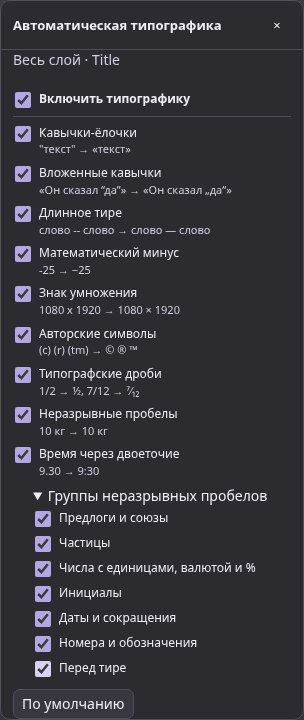 Автоматическая типографика ×
Весь слой · Title
Включить типографику
Кавычки-ёлочки
"текст" → «текст»
Вложенные кавычки
«Он сказал “да”» → «Он сказал „да“»
Длинное тире
слово -- слово → слово — слово
Математический минус
-25 → −25
Знак умножения
1080 x 1920 → 1080 × 1920
Авторские символы
(c) (r) (tm) → © ® ™
Типографские дроби
1/2 → ½, 7/12 → ⁷⁄₁₂
Неразрывные пробелы
10 кг → 10 кг
Время через двоеточие
9.30 → 9:30
▼ Группы неразрывных пробелов
Предлоги и союзы
Частицы
Числа с единицами, валютой и %
Инициалы
Даты и сокращения
Номера и обозначения
Перед тире
По умолчанию